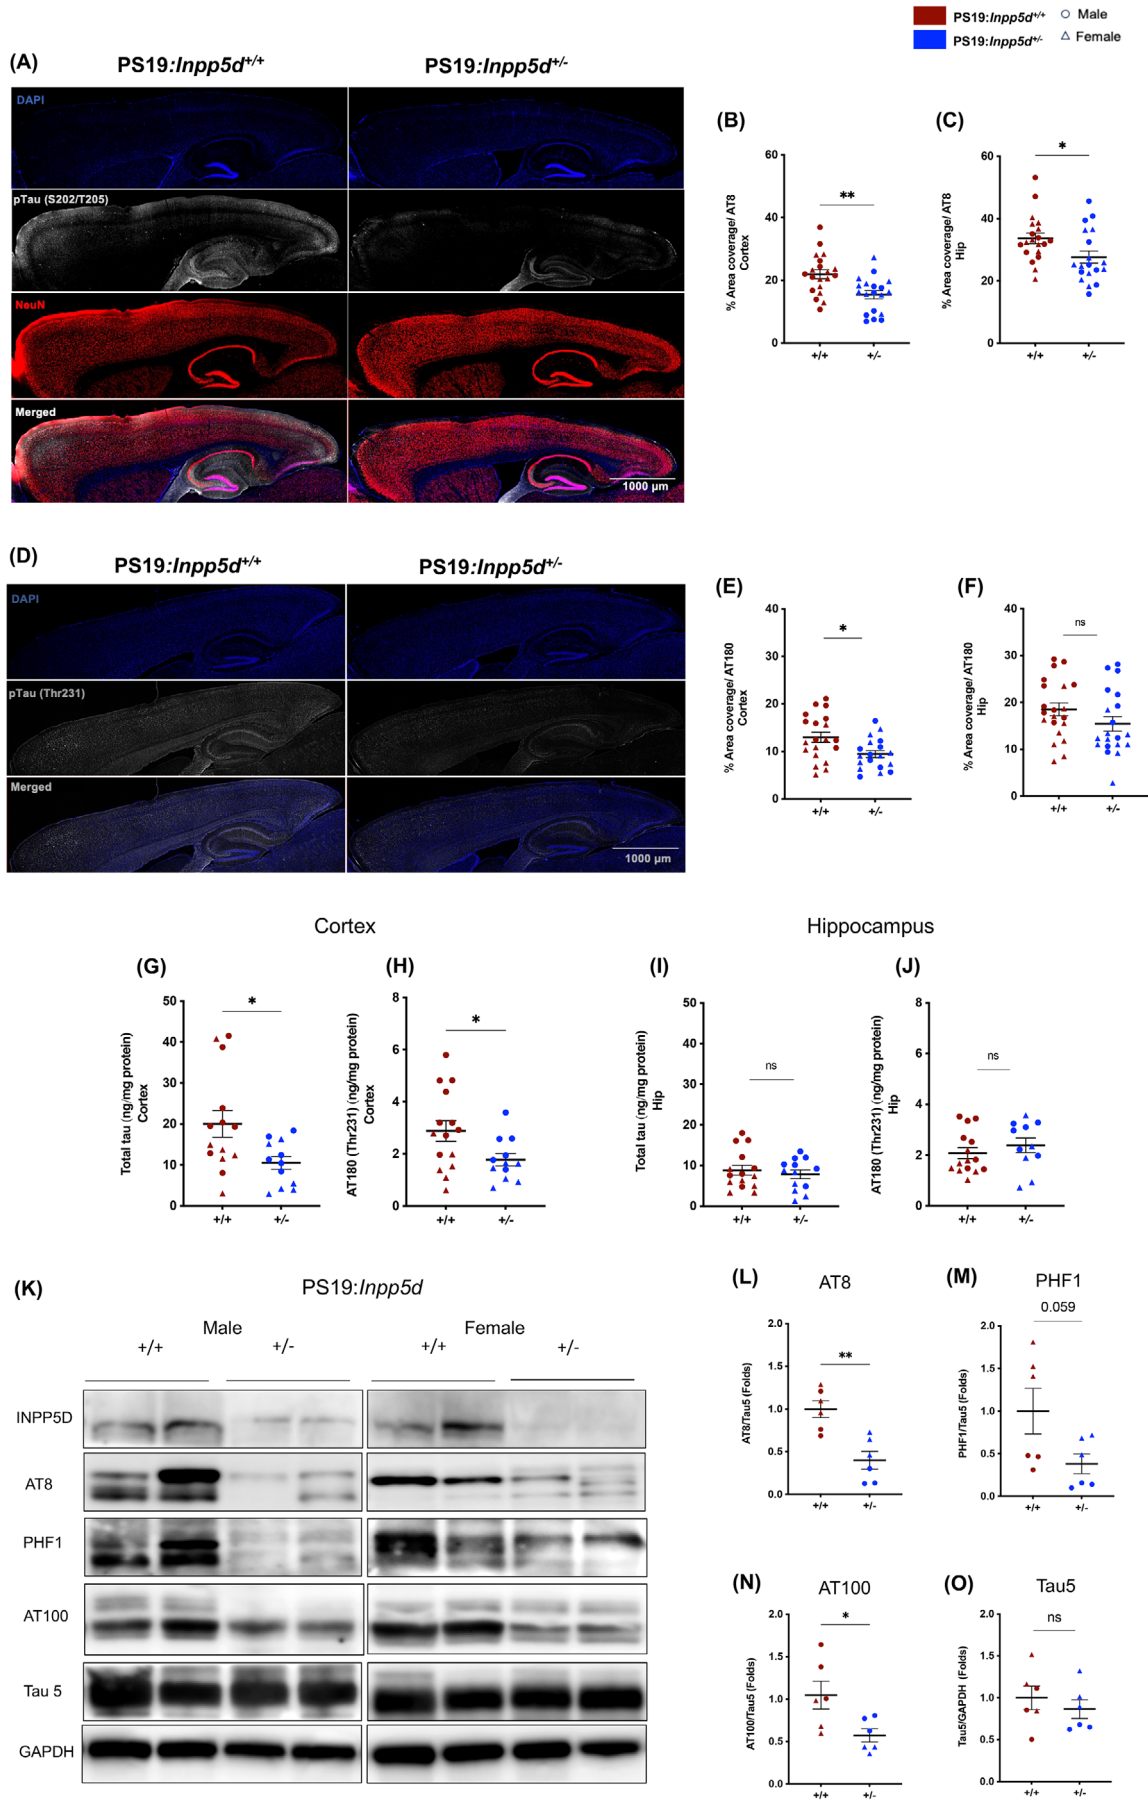 PS19:Inpp5d+/+ Male
PS19:Inpp5d+/- Female
(A) PS19:Inpp5d+/+ PS19:Inpp5d+/-
DAPI
pTau (S202/T205)
NeuN
Merged
1000 µm
(B)
% Area coverage/ AT8
Cortex
60
40
20
0
**
+/+ +/-
(C)
% Area coverage/ AT8
Hip
60
40
20
0
*
+/+ +/-
(D) PS19:Inpp5d+/+ PS19:Inpp5d+/-
DAPI
pTau (Thr231)
Merged
1000 µm
(E)
% Area coverage/ AT180
Cortex
40
30
20
10
0
*
+/+ +/-
(F)
% Area coverage/ AT180
Hip
40
30
20
10
0
ns
+/+ +/-
Cortex
Hippocampus
(G)
Total tau (ng/mg protein)
Cortex
50
40
30
20
10
0
*
+/+ +/-
(H)
AT180 (Thr231) (ng/mg protein)
Cortex
8
6
4
2
0
*
+/+ +/-
(I)
Total tau (ng/mg protein)
Hip
50
40
30
20
10
0
ns
+/+ +/-
(J)
AT180 (Thr231) (ng/mg protein)
Hip
8
6
4
2
0
ns
+/+ +/-
(K) PS19:Inpp5d
Male Female
+/+ +/- +/+ +/-
INPP5D
AT8
PHF1
AT100
Tau 5
GAPDH
(L) AT8
AT8/Tau5 (Folds)
2.0
1.5
1.0
0.5
0.0
**
+/+ +/-
(M) PHF1
0.059
PHF1/Tau5 (Folds)
2.0
1.5
1.0
0.5
0.0
+/+ +/-
(N) AT100
AT100/Tau5 (Folds)
2.0
1.5
1.0
0.5
0.0
*
+/+ +/-
(O) Tau5
Tau5/GAPDH (Folds)
2.0
1.5
1.0
0.5
0.0
ns
+/+ +/-